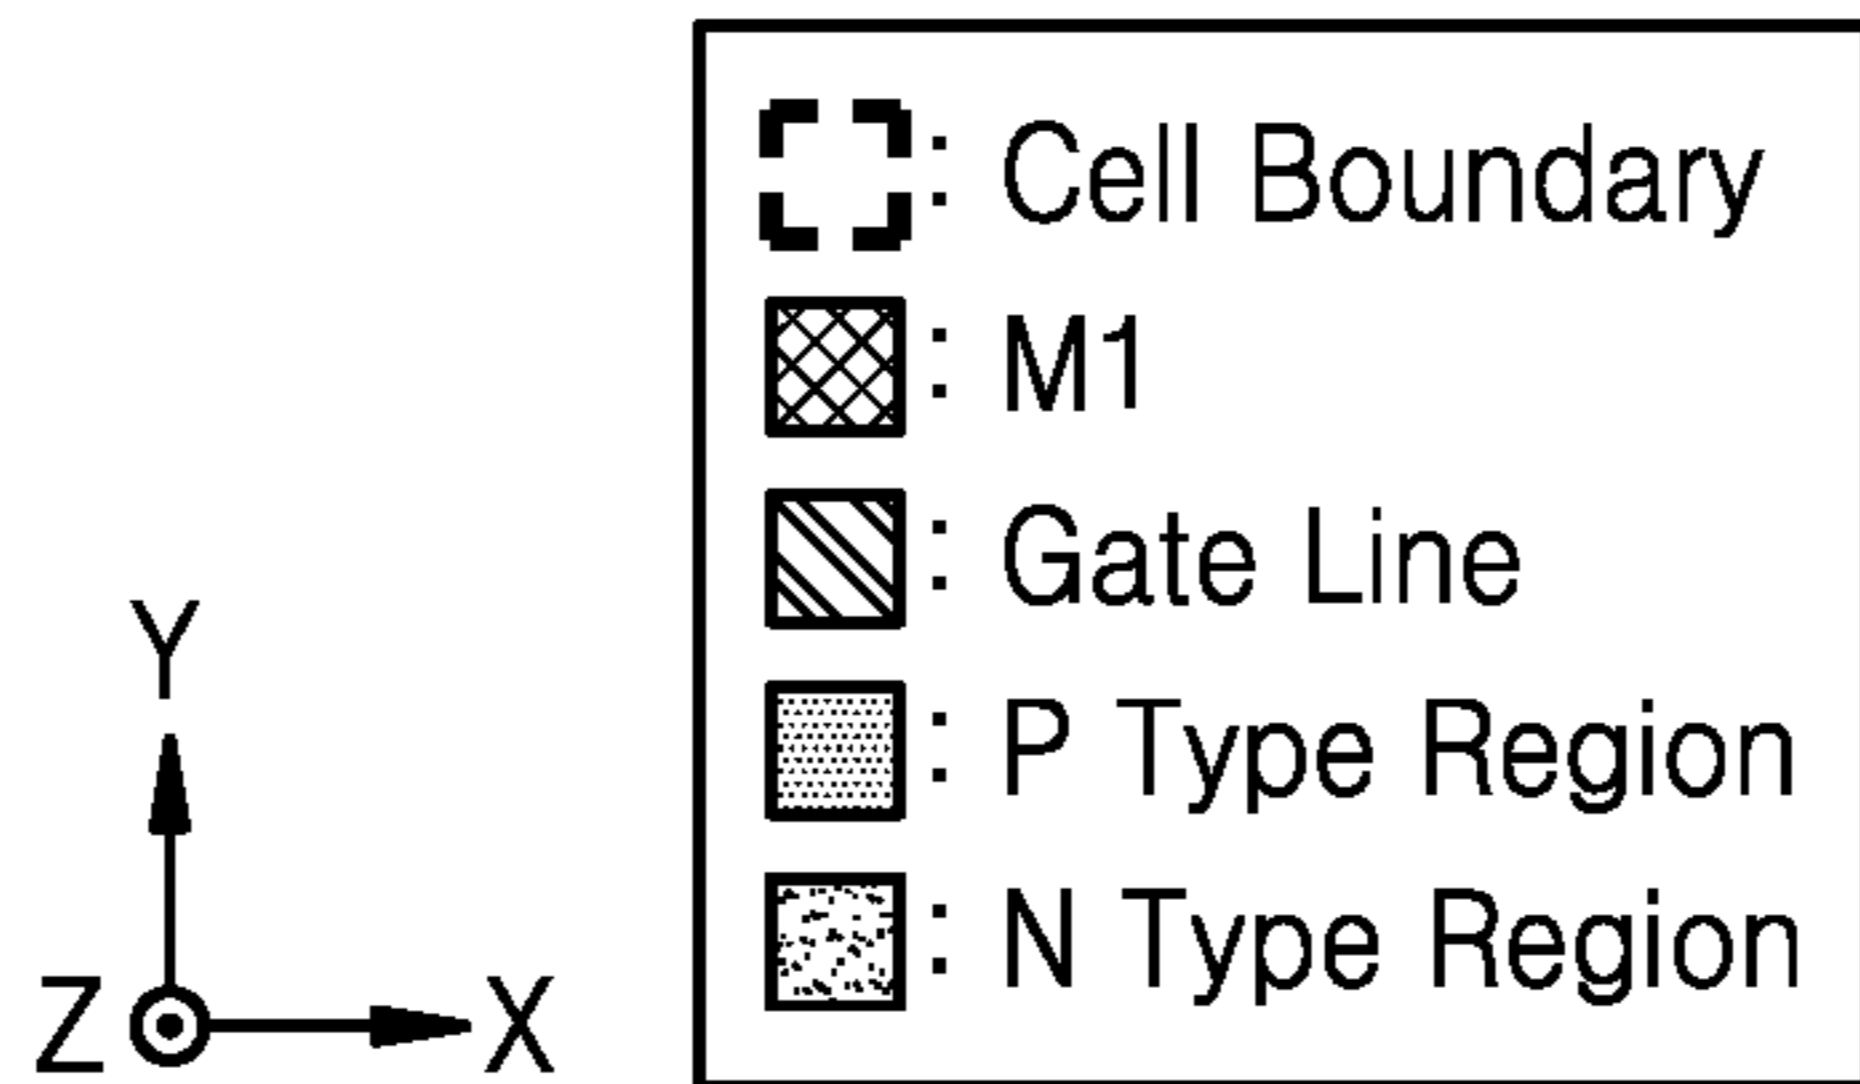 : Cell Boundary
: M1
: Gate Line
: P Type Region
: N Type Region
Y
Z X